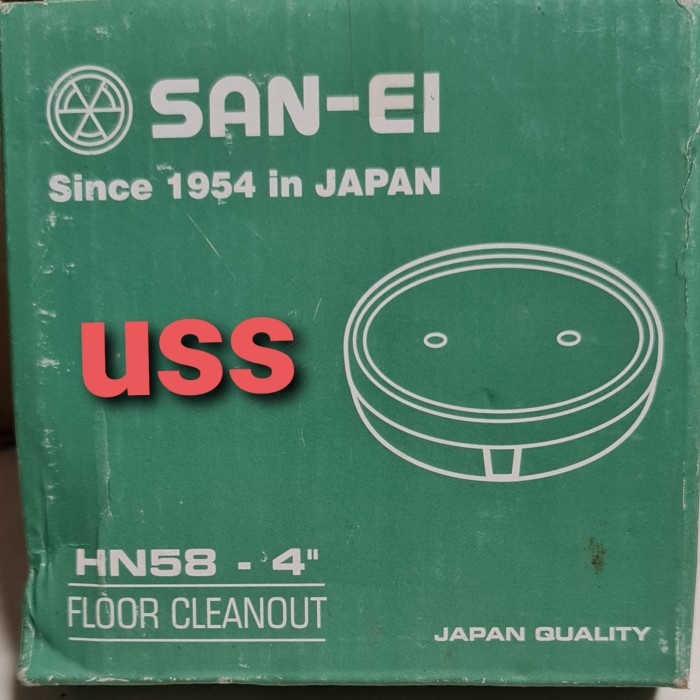 SAN-EI
Since 1954 in JAPAN
uss
HN58 - 4"
FLOOR CLEANOUT
JAPAN QUALITY